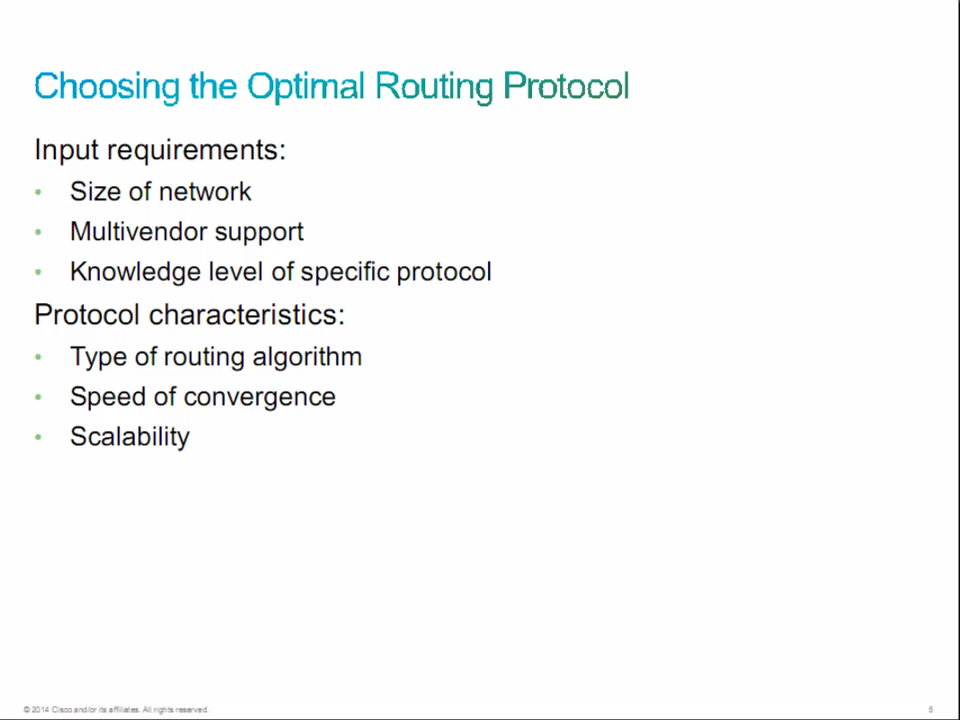 Choosing the Optimal Routing Protocol
Input requirements:
• Size of network
• Multivendor support
• Knowledge level of specific protocol
Protocol characteristics:
• Type of routing algorithm
• Speed of convergence
• Scalability
© 2014 Cisco and/or its affiliates. All rights reserved.
5